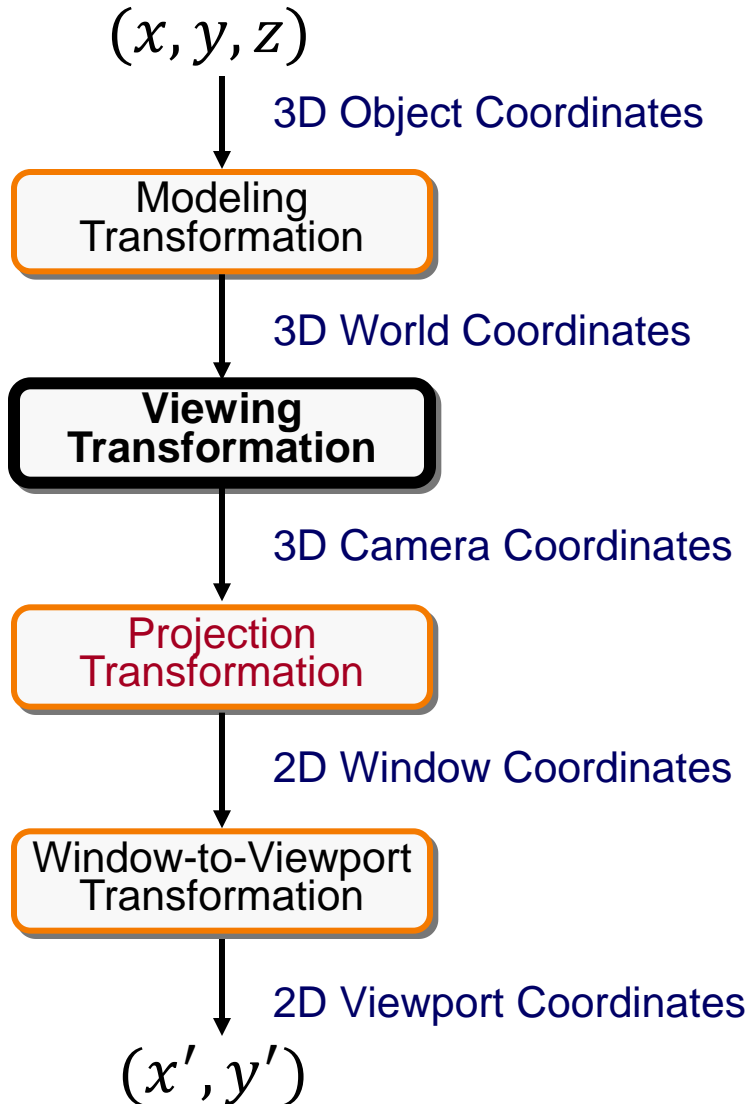 (x, y, z)
3D Object Coordinates
Modeling
Transformation
3D World Coordinates
Viewing
Transformation
3D Camera Coordinates
Projection
Transformation
2D Window Coordinates
Window-to-Viewport
Transformation
2D Viewport Coordinates
(x′, y′)